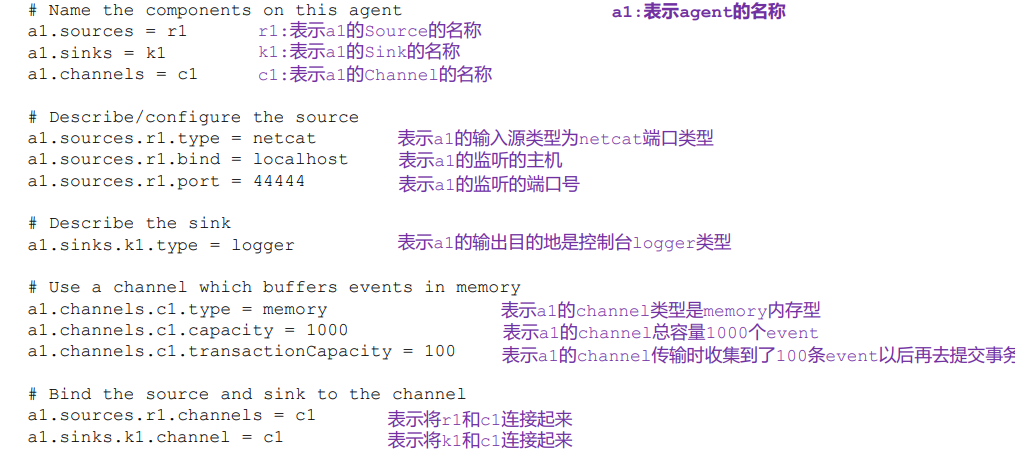 # Name the components on this agent a1:表示agent的名称
a1.sources = r1 r1:表示a1的Source的名称
a1.sinks = k1 k1:表示a1的Sink的名称
a1.channels = c1 c1:表示a1的Channel的名称
# Describe/configure the source
a1.sources.r1.type = netcat 表示a1的输入源类型为netcat端口类型
a1.sources.r1.bind = localhost 表示a1的监听的主机
a1.sources.r1.port = 44444 表示a1的监听的端口号
# Describe the sink
a1.sinks.k1.type = logger 表示a1的输出目的地是控制台logger类型
# Use a channel which buffers events in memory
a1.channels.c1.type = memory 表示a1的channel类型是memory内存型
a1.channels.c1.capacity = 1000 表示a1的channel总容量1000个event
a1.channels.c1.transactionCapacity = 100 表示a1的channel传输时收集到了100条event以后再去提交事务
# Bind the source and sink to the channel
a1.sources.r1.channels = c1 表示将r1和c1连接起来
a1.sinks.k1.channel = c1 表示将k1和c1连接起来